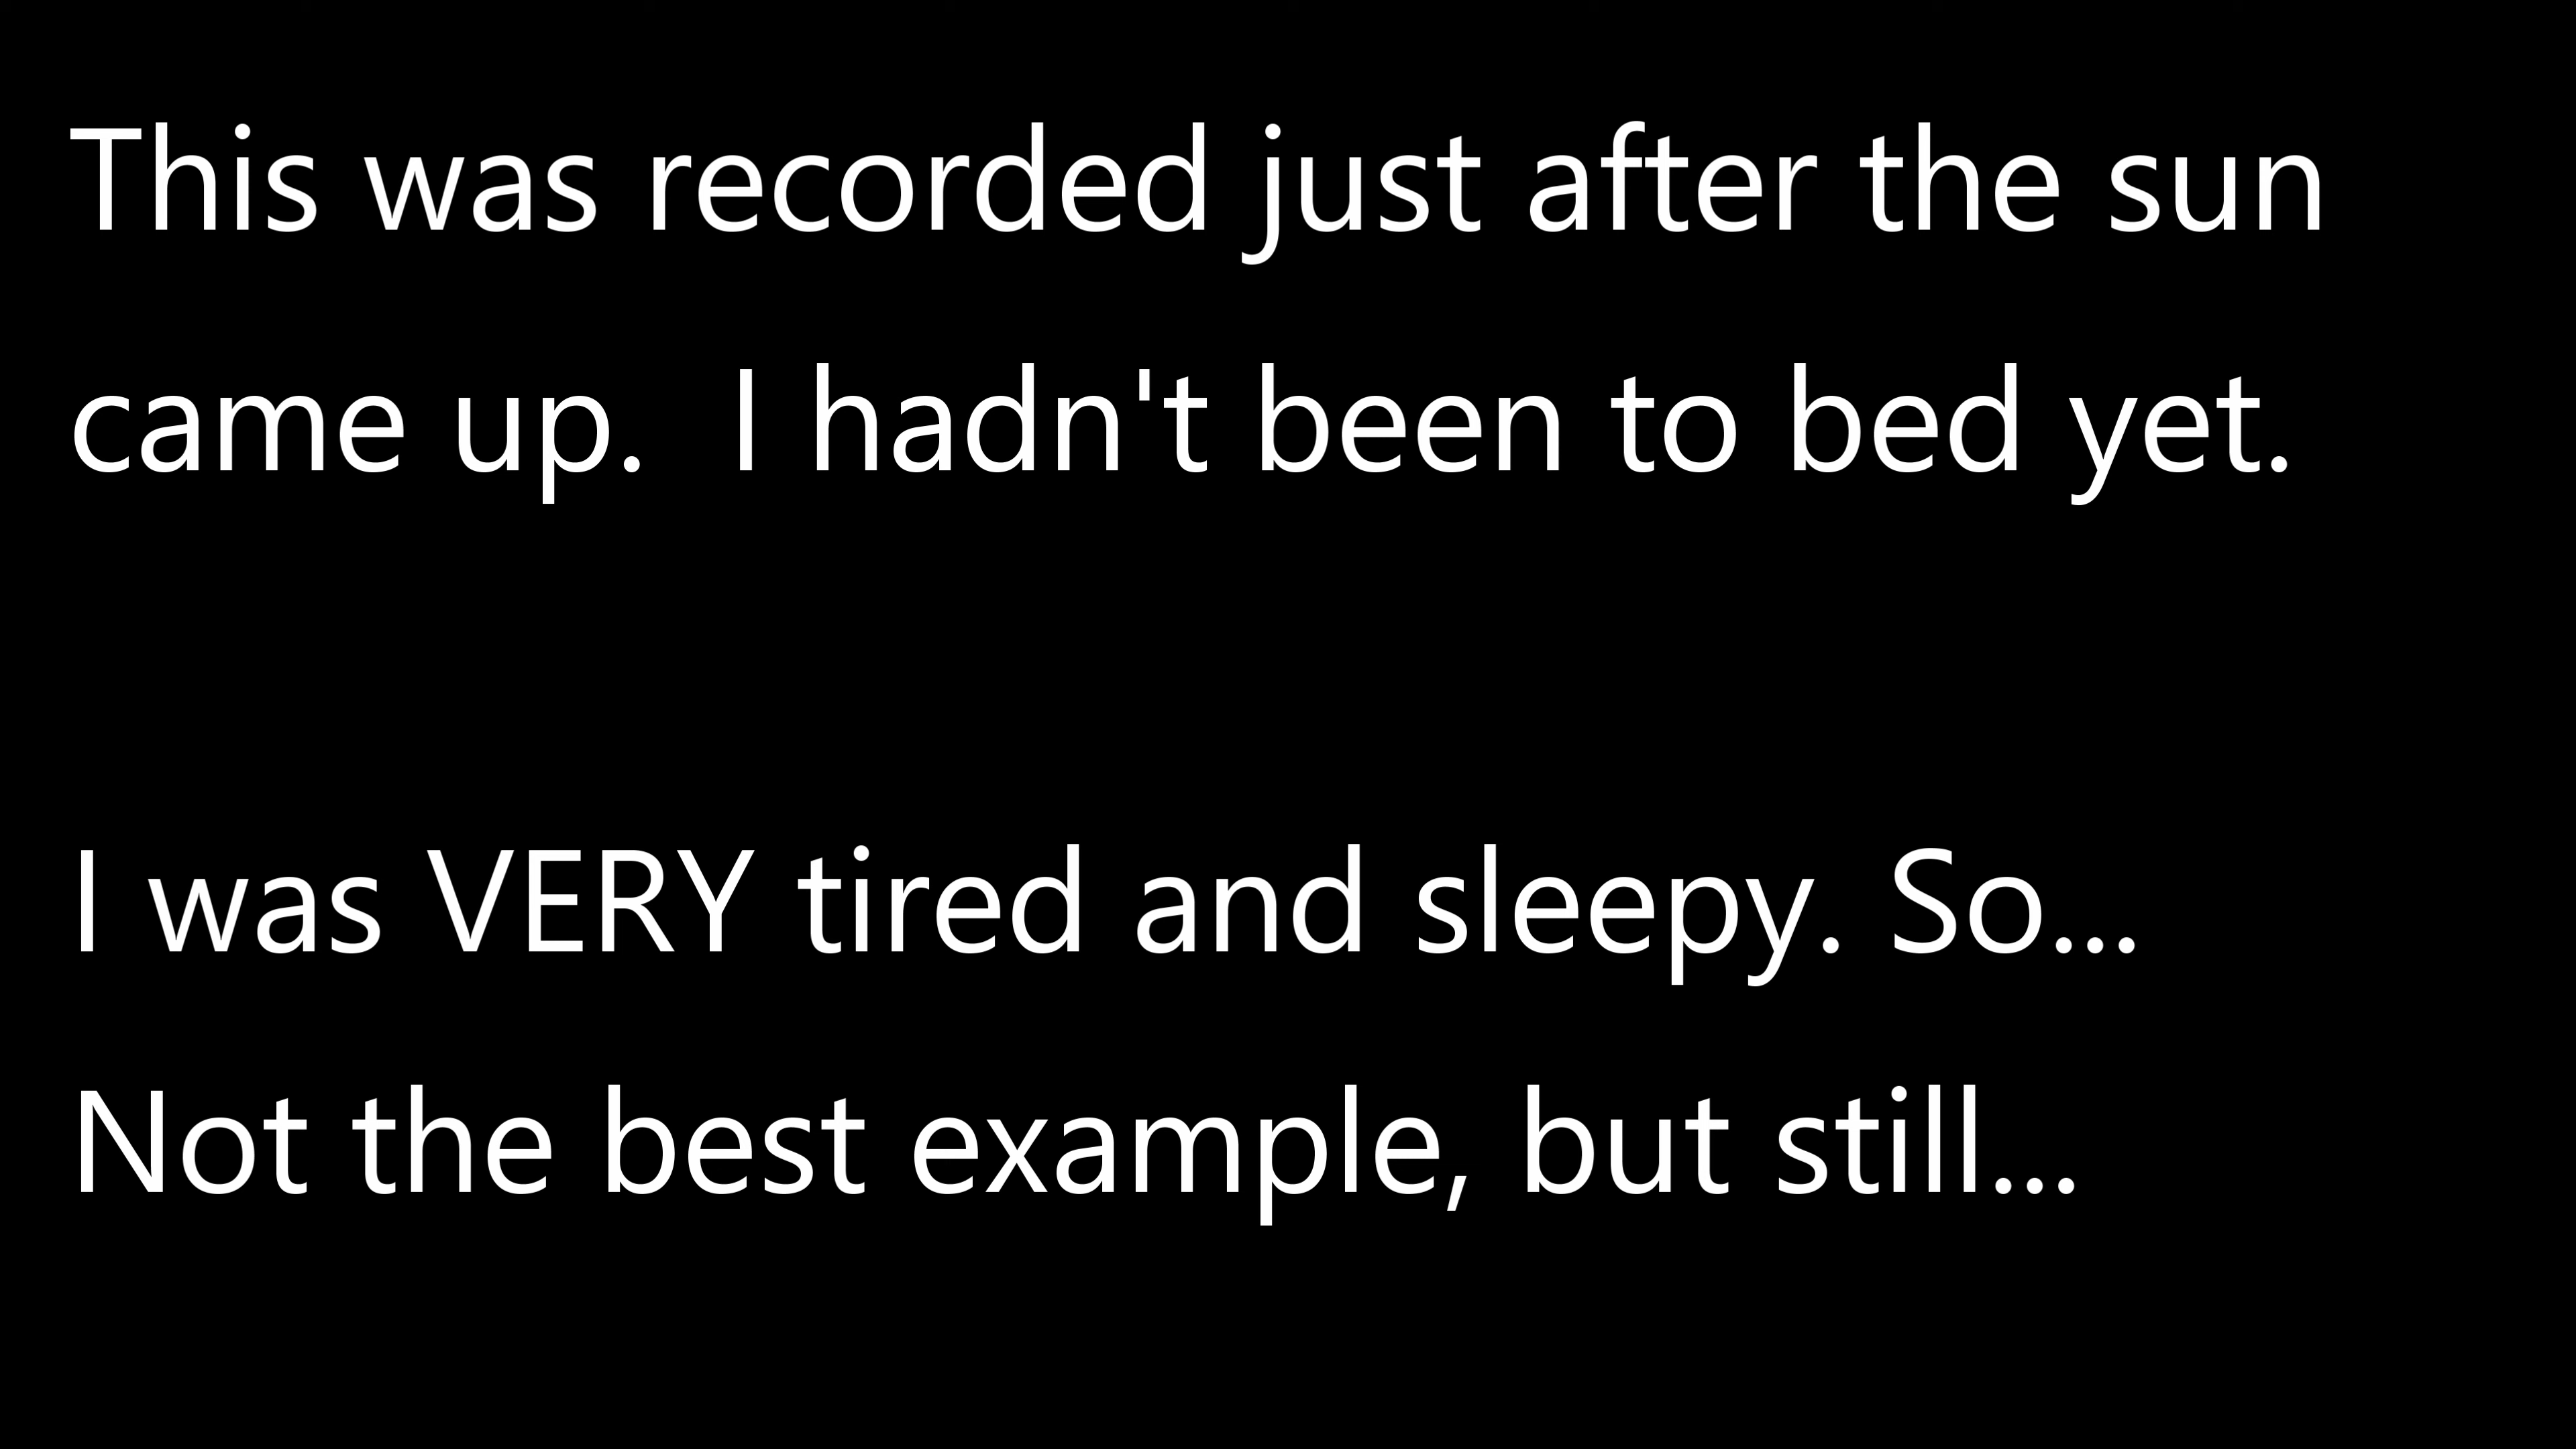 This was recorded just after the sun
came up.  I hadn't been to bed yet.
I was VERY tired and sleepy. So...
Not the best example, but still...